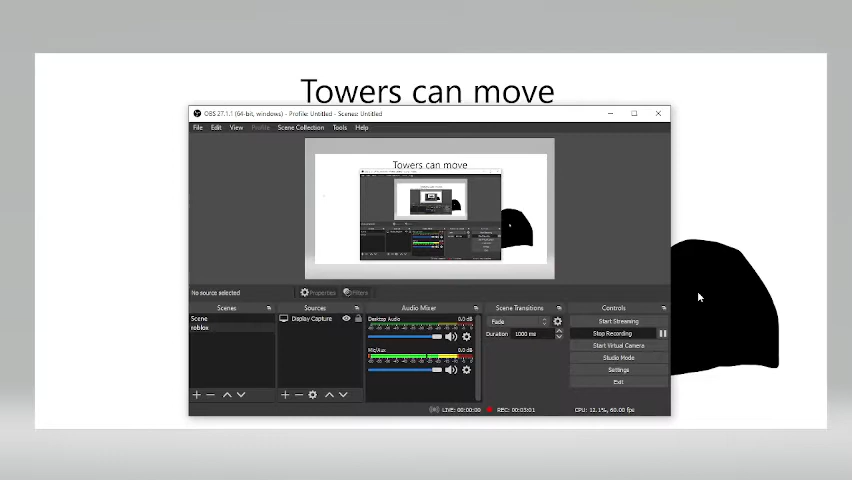 Towers can move
OBS 27.1.1 (64-bit, windows) - Profile: Untitled - Scenes: Untitled
File Edit View Profile Scene Collection Tools Help
Towers can move
No source selected Properties Filters
Scenes Sources Audio Mixer Scene Transitions Controls
Scene Display Capture Desktop Audio 0.0 dB Fade Start Streaming
roblox Duration 1000 ms Stop Recording
Mic/Aux 0.0 dB Start Virtual Camera
Studio Mode
Settings
Exit
LIVE: 00:00:00 REC: 00:03:01 CPU: 12.1%, 60.00 fps